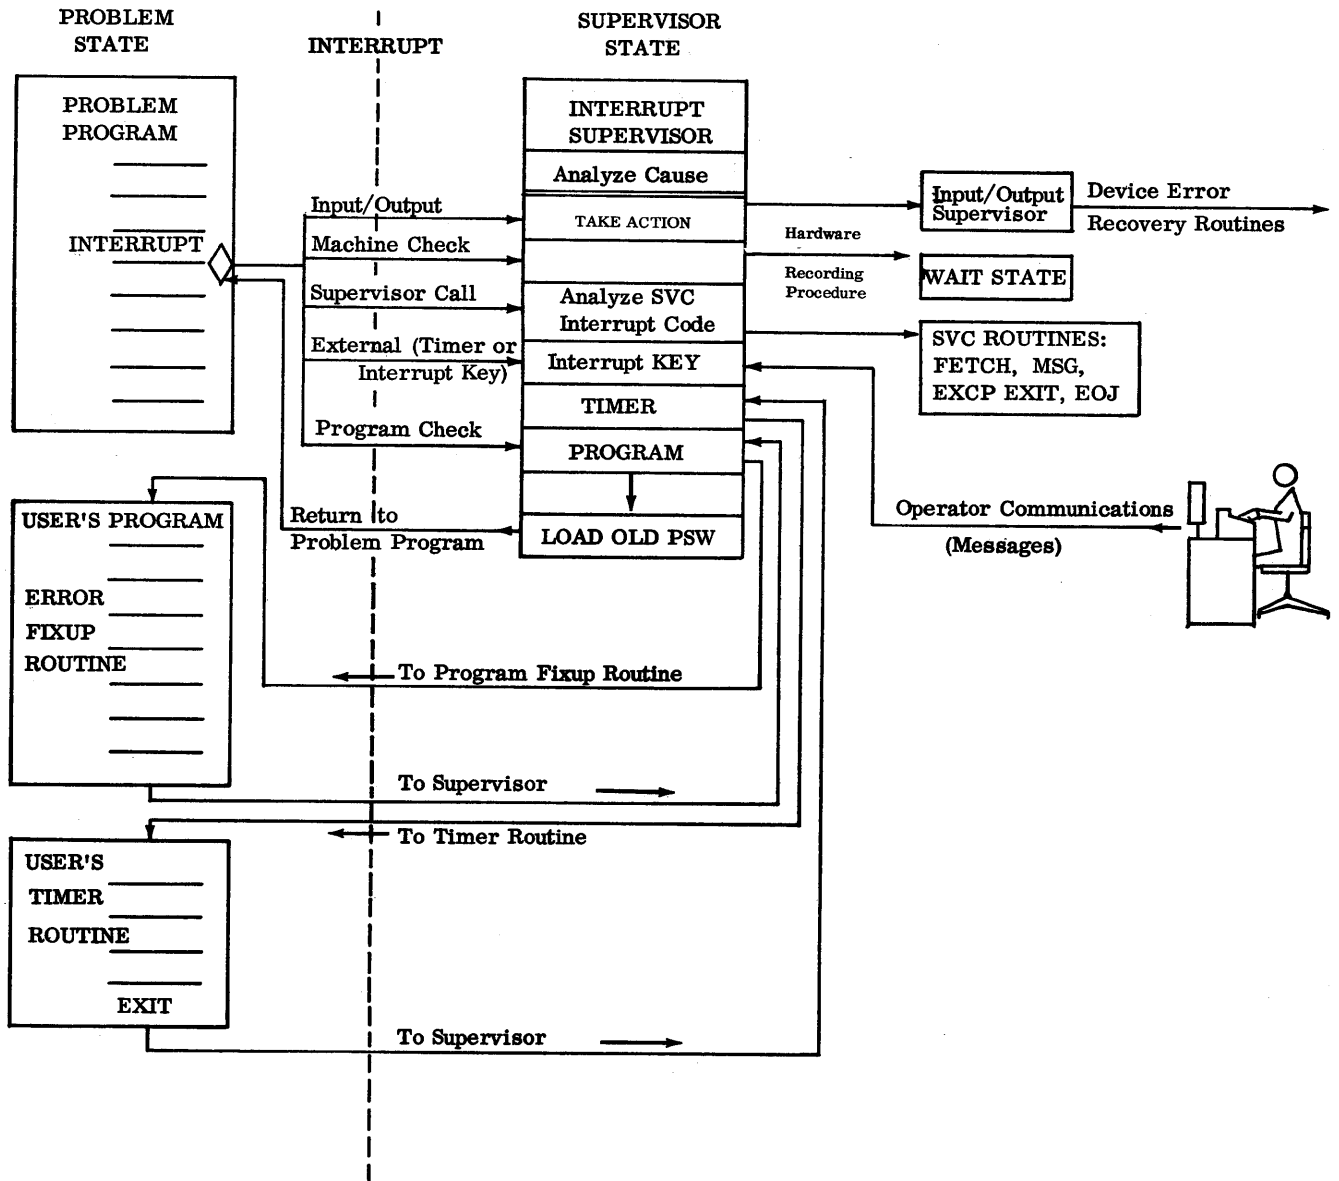 PROBLEM
STATE
INTERRUPT
SUPERVISOR
STATE
PROBLEM
PROGRAM
INTERRUPT
INTERRUPT
SUPERVISOR
Analyze Cause
TAKE ACTION
Analyze SVC
Interrupt Code
Interrupt KEY
TIMER
PROGRAM
LOAD OLD PSW
Input/Output
Machine Check
Supervisor Call
External (Timer or
Interrupt Key)
Program Check
Return to
Problem Program
Input/Output
Supervisor
Device Error
Recovery Routines
Hardware
Recording
Procedure
WAIT STATE
SVC ROUTINES:
FETCH, MSG,
EXCP EXIT, EOJ
Operator Communications
(Messages)
USER'S PROGRAM
ERROR
FIXUP
ROUTINE
To Program Fixup Routine
To Supervisor
To Timer Routine
USER'S
TIMER
ROUTINE
EXIT
To Supervisor